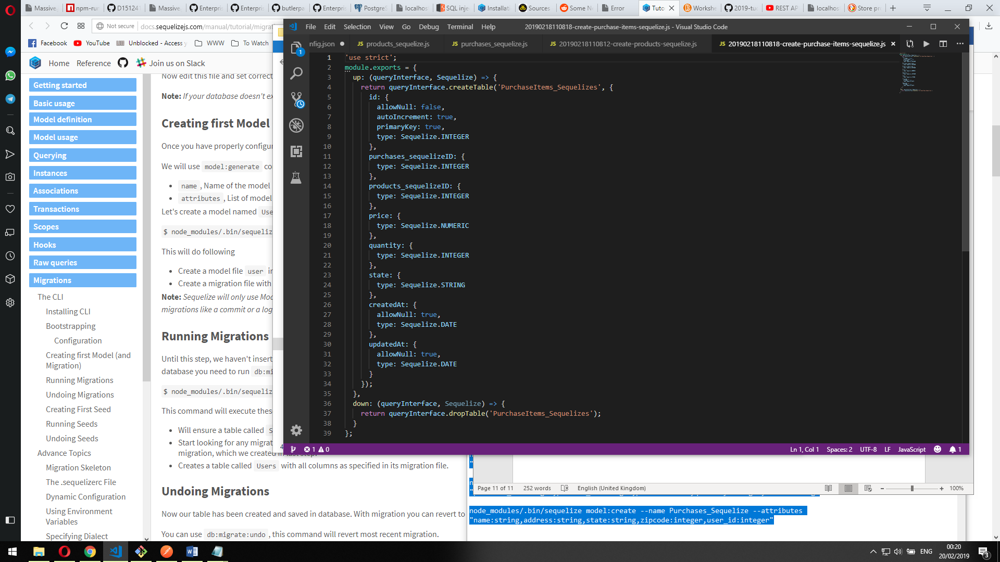 Massive.
npm-rur
D151241
Massive.
Enterpris
Enterpris
butlerpa
Enterpris
PostgreS
localhos
SQL inje
Installati
Sources
Some Ne
Error
Tuto
Worksho
2019-tud
REST AP
localhos
Store pr
Not secure
docs.sequelizejs.com/manual/tutorial/migrat
Facebook
YouTube
UB Unblocked - Access y
WWW
To Watch
Home
Reference
Join us on Slack
Getting started
Basic usage
Model definition
Model usage
Querying
Instances
Associations
Transactions
Scopes
Hooks
Raw queries
Migrations
The CLI
Installing CLI
Bootstrapping
Configuration
Creating first Model (and
Migration)
Running Migrations
Undoing Migrations
Creating First Seed
Running Seeds
Undoing Seeds
Advance Topics
Migration Skeleton
The .sequelizerc File
Dynamic Configuration
Using Environment
Variables
Specifying Dialect
Now edit this file and set correct
Note: If your database doesn't ex
Creating first Model
Once you have properly configur
We will use model:generate co
name , Name of the model
attributes , List of model
Let's create a model named Use
$ node_modules/.bin/sequeliz
This will do following
Create a model file user in
Create a migration file with
Note: Sequelize will only use Mod
migrations like a commit or a log
Running Migrations
Until this step, we haven't insert
database you need to run db:mi
$ node_modules/.bin/sequeliz
This command will execute these
Will ensure a table called S
Start looking for any migrat
migration, which we created in last step.
Creates a table called Users with all columns as specified in its migration file.
Undoing Migrations
Now our table has been created and saved in database. With migration you can revert to
You can use db:migrate:undo , this command will revert most recent migration.
File Edit Selection View Go Debug Terminal Help
20190218110818-create-purchase-items-sequelize.js - Visual Studio Code
nfig.json
JS products_sequelize.js
JS purchases_sequelize.js
JS 20190218110812-create-products-sequelize.js
JS 20190218110818-create-purchase-items-sequelize.js
1
1 'use strict';
2 module.exports = {
3 up: (queryInterface, Sequelize) => {
4 return queryInterface.createTable('PurchaseItems_Sequelizes', {
5 id: {
6 allowNull: false,
7 autoIncrement: true,
8 primaryKey: true,
9 type: Sequelize.INTEGER
10 },
11 purchases_sequelizeID: {
12 type: Sequelize.INTEGER
13 },
14 products_sequelizeID: {
15 type: Sequelize.INTEGER
16 },
17 price: {
18 type: Sequelize.NUMERIC
19 },
20 quantity: {
21 type: Sequelize.INTEGER
22 },
23 state: {
24 type: Sequelize.STRING
25 },
26 createdAt: {
27 allowNull: true,
28 type: Sequelize.DATE
29 },
30 updatedAt: {
31 allowNull: true,
32 type: Sequelize.DATE
33 }
34 });
35 },
36 down: (queryInterface, Sequelize) => {
37 return queryInterface.dropTable('PurchaseItems_Sequelizes');
38 }
39 };
1 0
Ln 1, Col 1 Spaces: 2 UTF-8 LF JavaScript 1
Page 11 of 11 252 words English (United Kingdom) 100%
node_modules/.bin/sequelize model:create --name Purchases_Sequelize --attributes
"name:string,address:string,state:string,zipcode:integer,user_id:integer"
ENG
00:20
20/02/2019
3